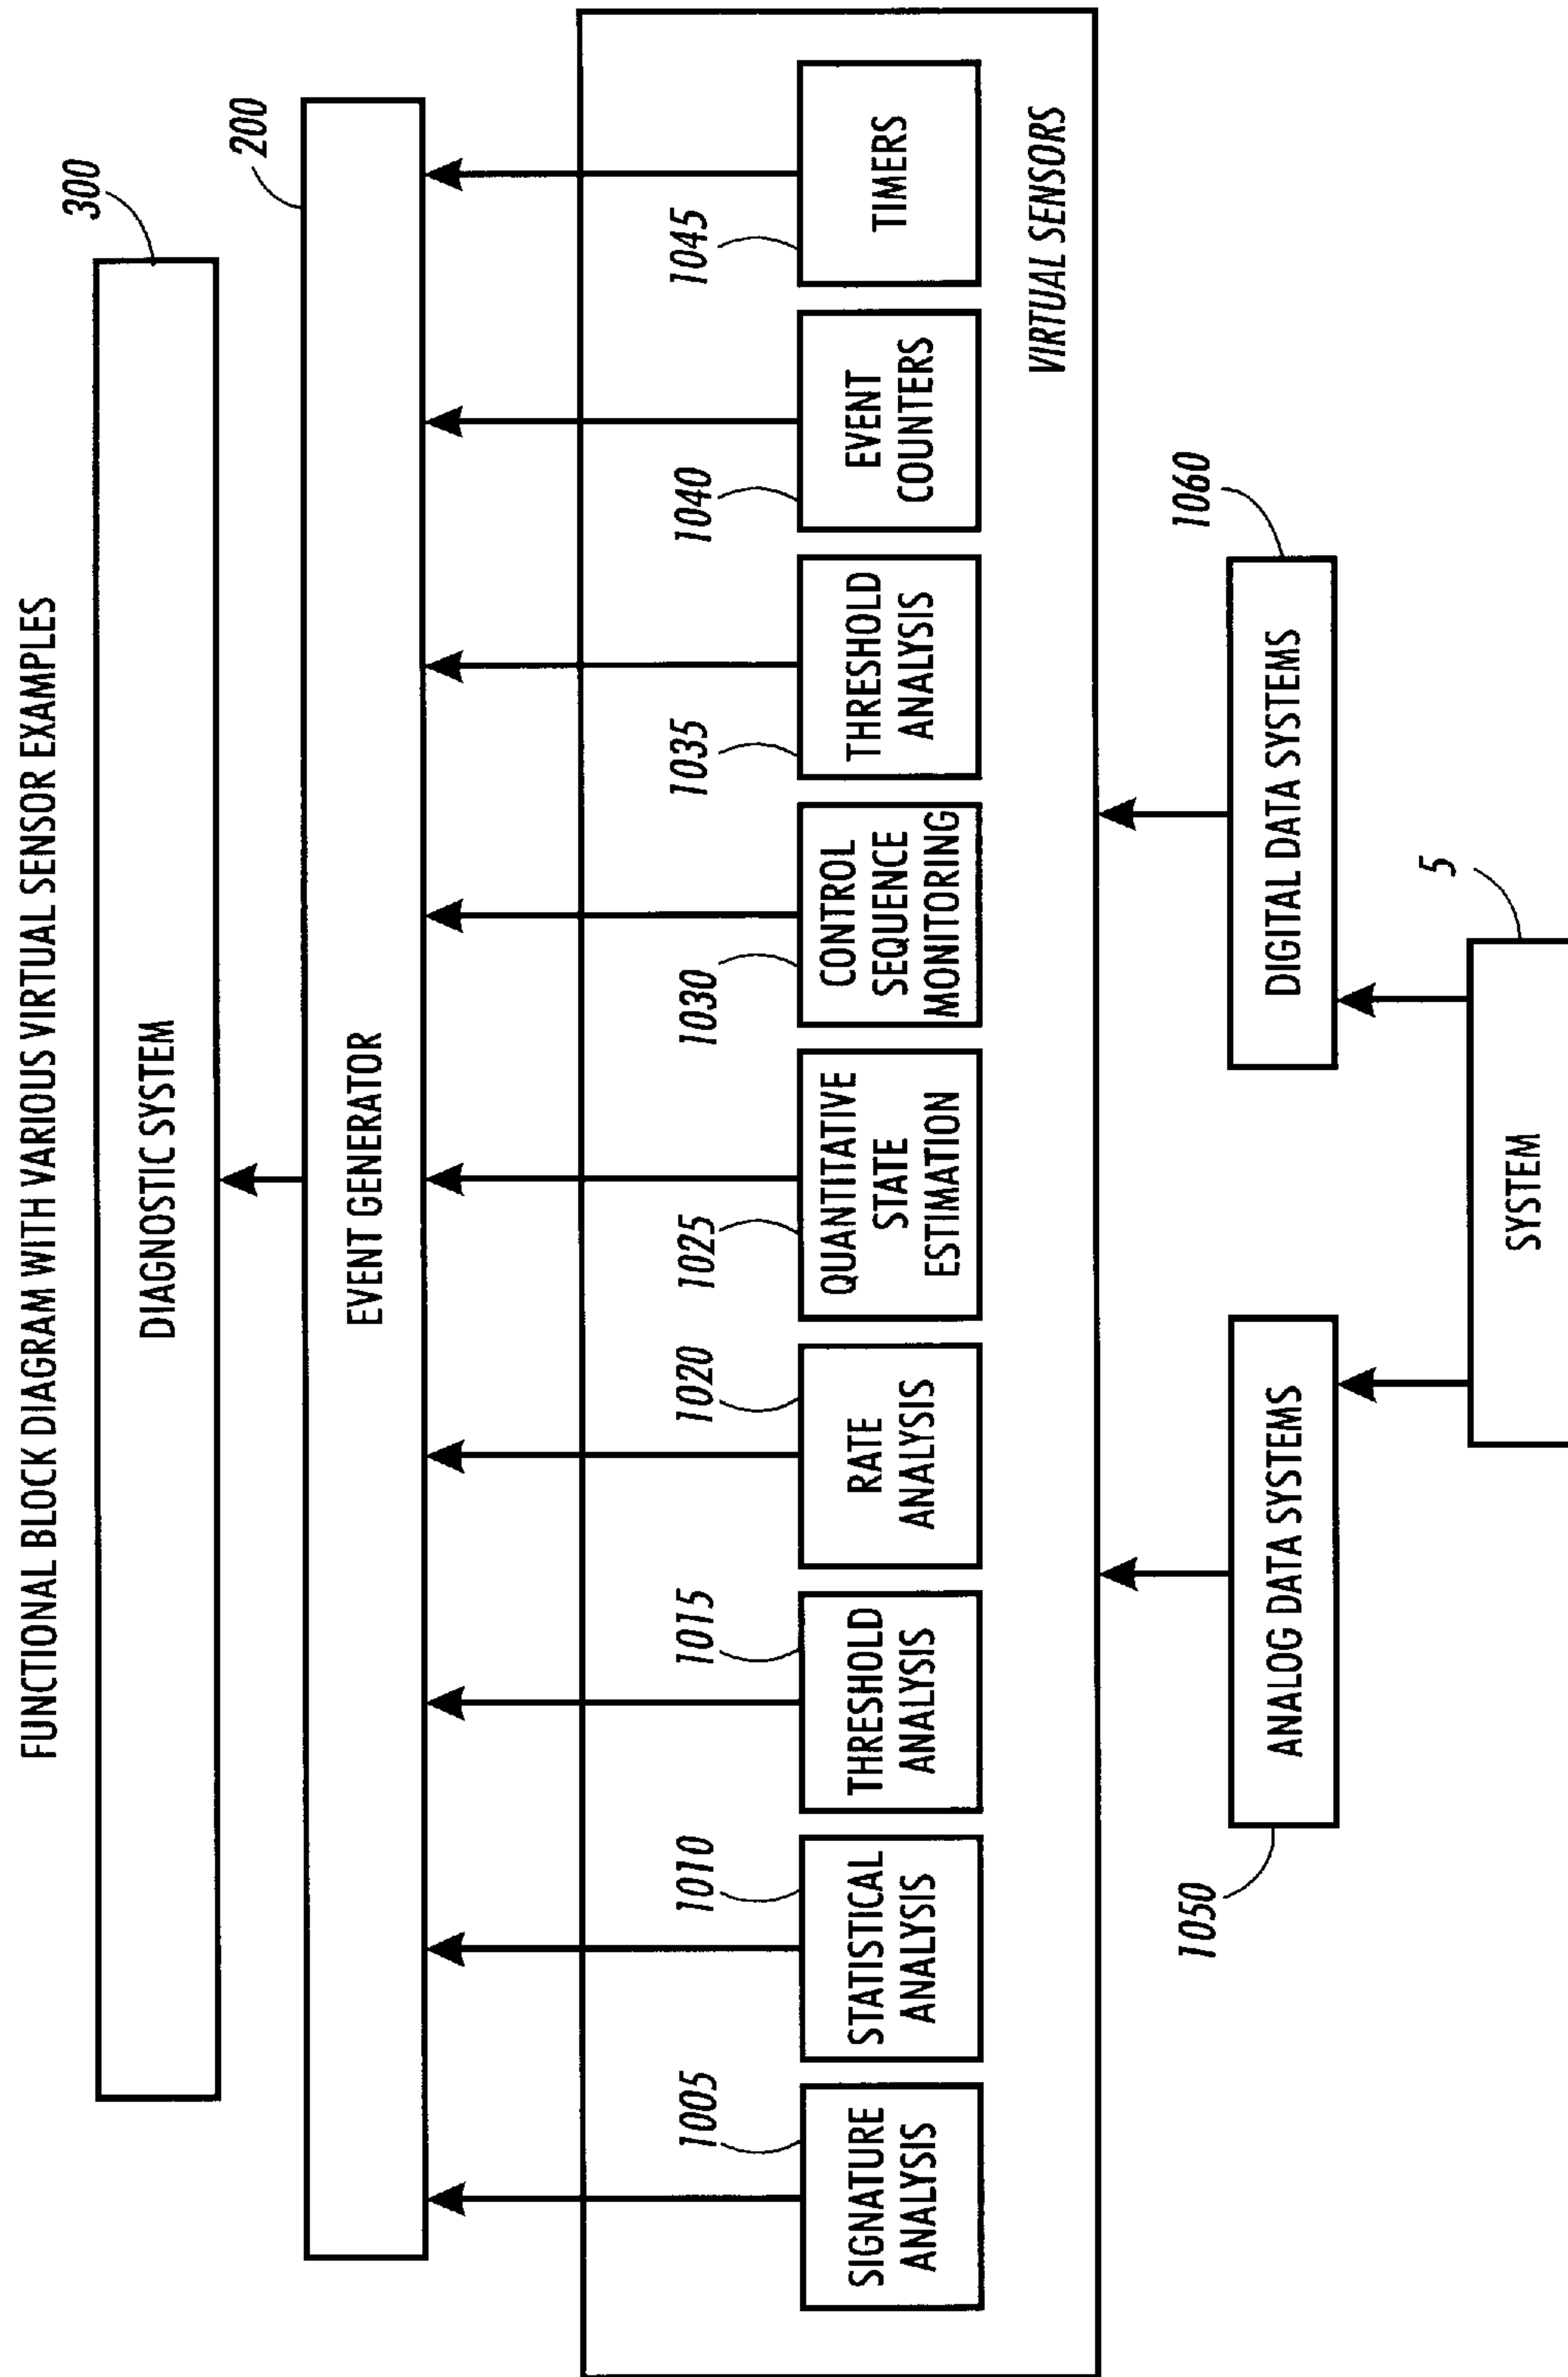 FUNCTIONAL BLOCK DIAGRAM WITH VARIOUS VIRTUAL SENSOR EXAMPLES
300
DIAGNOSTIC SYSTEM
200
EVENT GENERATOR
1005
SIGNATURE
ANALYSIS
1010
STATISTICAL
ANALYSIS
1015
THRESHOLD
ANALYSIS
1020
RATE
ANALYSIS
1025
QUANTITATIVE
STATE
ESTIMATION
1030
CONTROL
SEQUENCE
MONITORING
1035
THRESHOLD
ANALYSIS
1040
EVENT
COUNTERS
1045
TIMERS
VIRTUAL SENSORS
1050
ANALOG DATA SYSTEMS
1060
DIGITAL DATA SYSTEMS
5
SYSTEM